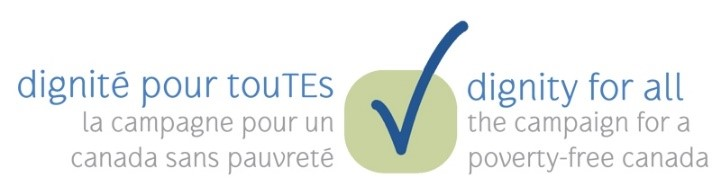 dignité pour touTEs
la campagne pour un
canada sans pauvreté
dignity for all
the campaign for a
poverty-free canada